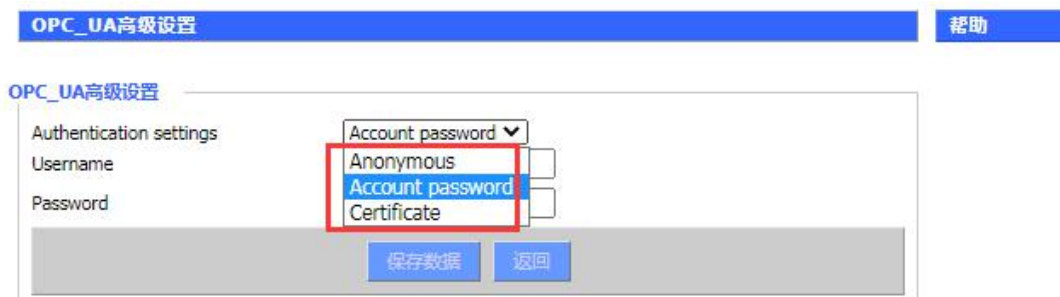 OPC_UA高级设置
帮助
OPC_UA高级设置
Authentication settings
Account password
Username
Anonymous
Account password
Password
Certificate
保存数据
返回